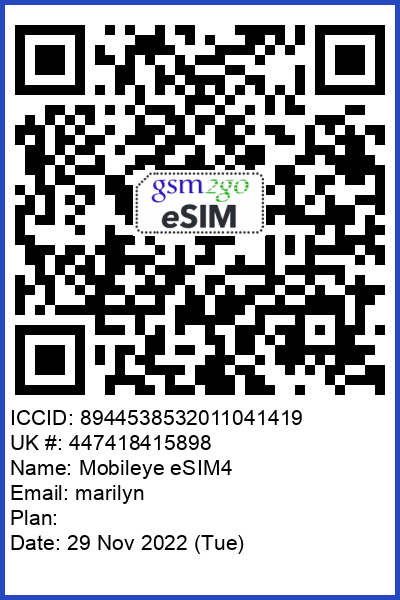 gsm2go
eSIM
ICCID: 8944538532011041419
UK #: 447418415898
Name: Mobileye eSIM4
Email: marilyn
Plan:
Date: 29 Nov 2022 (Tue)